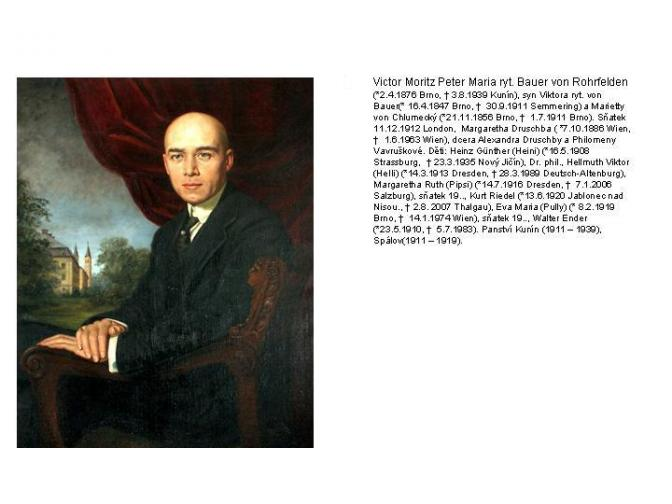 Victor Moritz Peter Maria ryt. Bauer von Rohrfelden
(*2.4.1876 Brno, † 3.8.1939 Kunín), syn Viktora ryt. von
Bauer(* 16.4.1847 Brno, † 30.9.1911 Semmering) a Marietty
von Chlumecký (*21.11.1856 Brno, † 1.7.1911 Brno). Sňatek
11.12.1912 London, Margaretha Druschba ( *7.10.1886 Wien,
† 1.6.1963 Wien), dcera Alexandra Druschby a Philomeny
Vavruškové. Děti: Heinz Günther (Heini) (*16.5.1908
Strassburg, † 23.3.1935 Nový Jičín), Dr. phil., Hellmuth Viktor
(Helli) (*14.3.1913 Dresden, † 28.3.1989 Deutsch-Altenburg),
Margaretha Ruth (Pipsi) (*14.7.1916 Dresden, † 7.1.2006
Salzburg), sňatek 19.., Kurt Riedel (*13.6.1920 Jablonec nad
Nisou., † 2.8. 2007 Thalgau), Eva Maria (Pully) (* 8.2.1919
Brno, † 14.1.1974 Wien), sňatek 19.., Walter Ender
(*23.5.1910, † 5.7.1983). Panství Kunín (1911 – 1939),
Spálov(1911 – 1919).